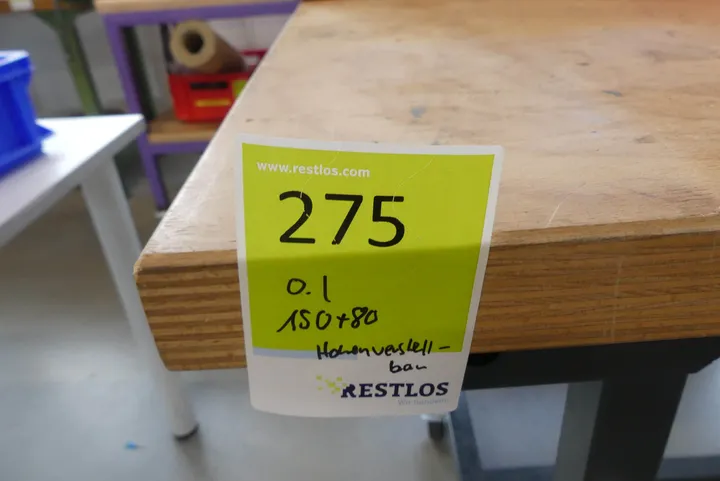 www.restlos.com
275
0.1
150+80
Höhenverstell-
bar
RESTLOS